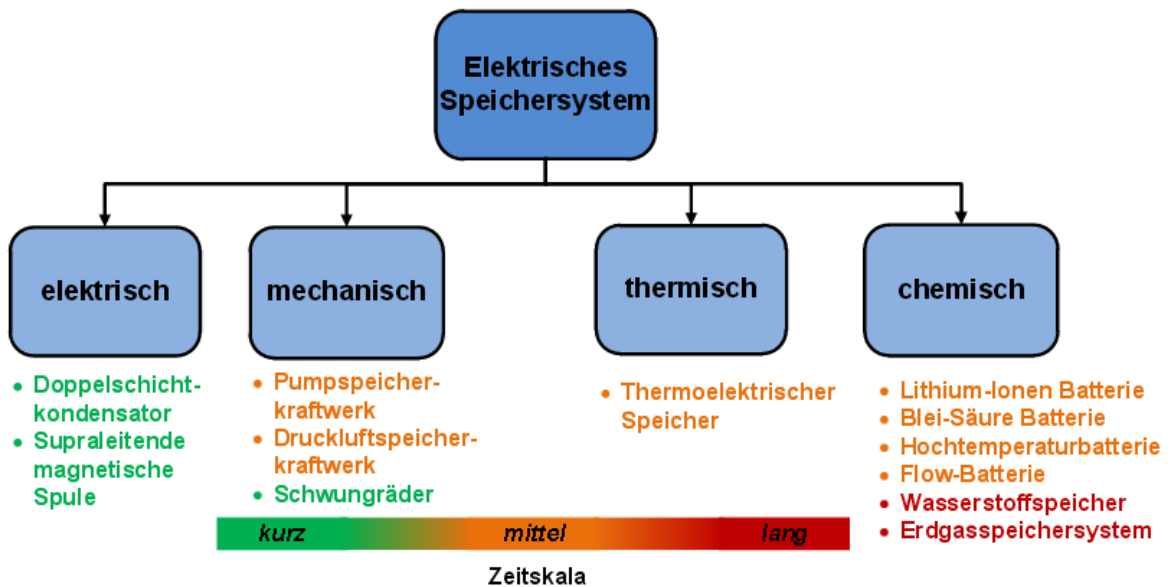 Elektrisches
Speichersystem
elektrisch
mechanisch
thermisch
chemisch
• Doppelschicht-
kondensator
• Supraleitende
magnetische
Spule
• Pumpspeicher-
kraftwerk
• Druckluftspeicher-
kraftwerk
• Schwungräder
• Thermoelektrischer
Speicher
• Lithium-Ionen Batterie
• Blei-Säure Batterie
• Hochtemperaturbatterie
• Flow-Batterie
• Wasserstoffspeicher
• Erdgasspeichersystem
kurz mittel lang
Zeitskala